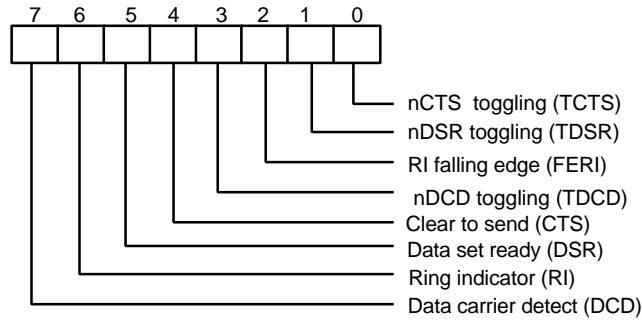 7 6 5 4 3 2 1 0
nCTS toggling (TCTS)
nDSR toggling (TDSR)
RI falling edge (FERI)
nDCD toggling (TDCD)
Clear to send (CTS)
Data set ready (DSR)
Ring indicator (RI)
Data carrier detect (DCD)